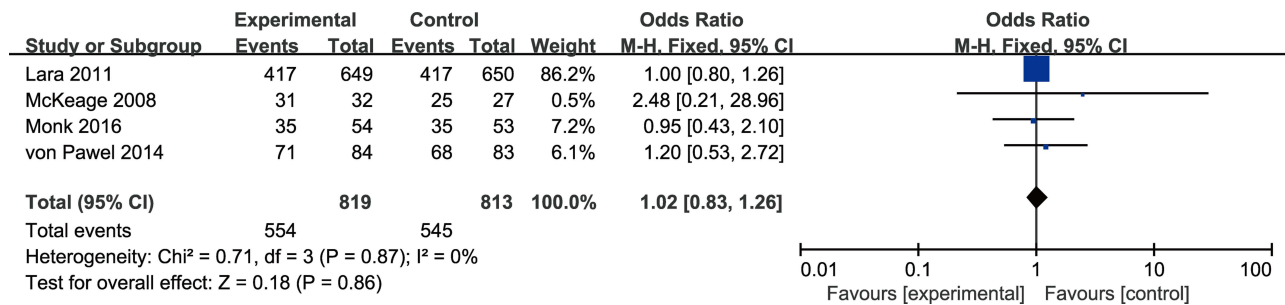 Experimental Control Odds Ratio Odds Ratio
Study or Subgroup Events Total Events Total Weight M-H. Fixed. 95% CI M-H. Fixed. 95% CI
Lara 2011 417 649 417 650 86.2% 1.00 [0.80, 1.26]
McKeage 2008 31 32 25 27 0.5% 2.48 [0.21, 28.96]
Monk 2016 35 54 35 53 7.2% 0.95 [0.43, 2.10]
von Pawel 2014 71 84 68 83 6.1% 1.20 [0.53, 2.72]
Total (95% CI) 819 813 100.0% 1.02 [0.83, 1.26]
Total events 554 545
Heterogeneity: Chi² = 0.71, df = 3 (P = 0.87); I² = 0%
Test for overall effect: Z = 0.18 (P = 0.86)
0.01 0.1 1 10 100
Favours [experimental] Favours [control]